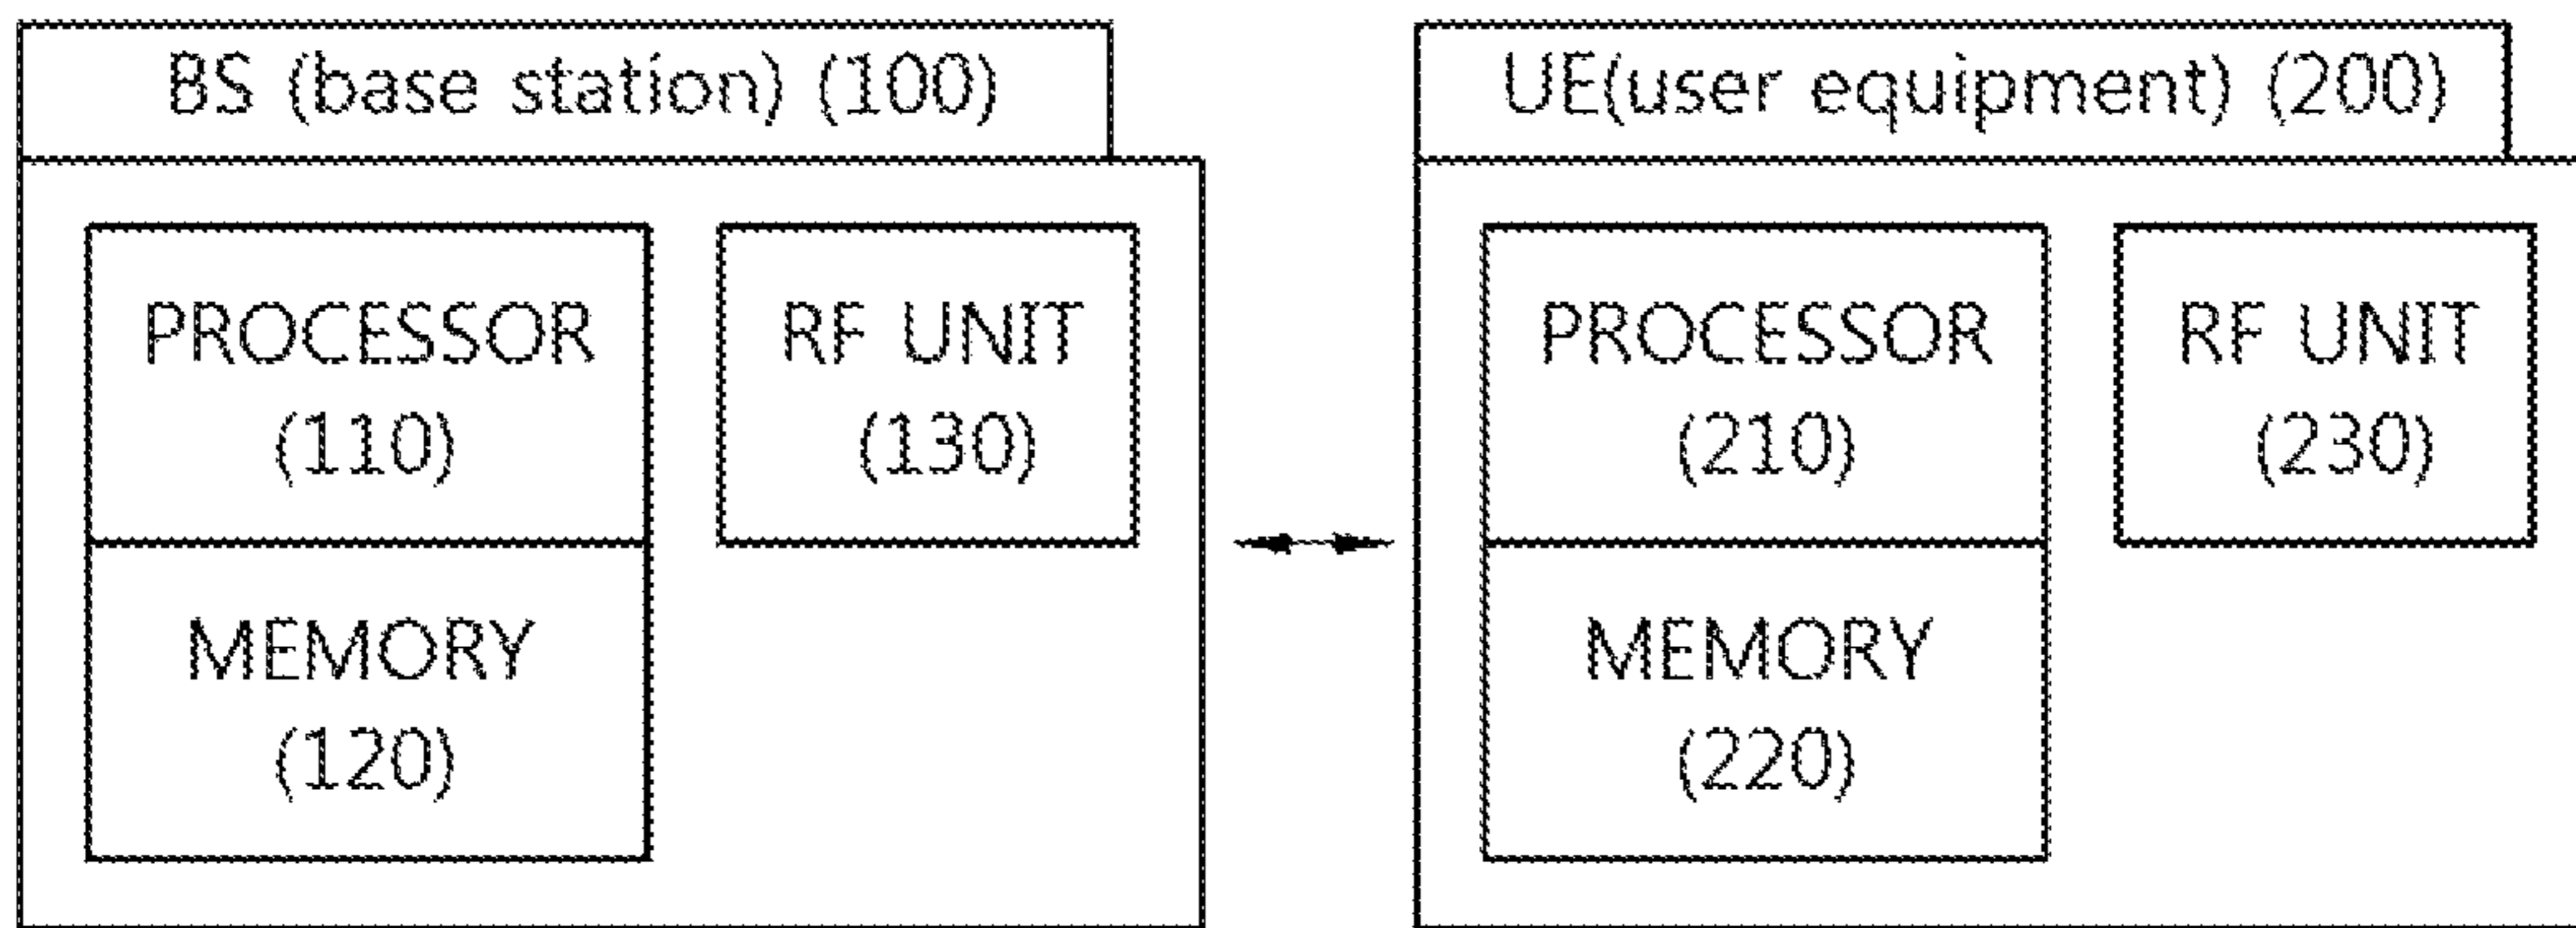 BS (base station) (100)
PROCESSOR
(110)
RF UNIT
(130)
MEMORY
(120)
UE(user equipment) (200)
PROCESSOR
(210)
RF UNIT
(230)
MEMORY
(220)